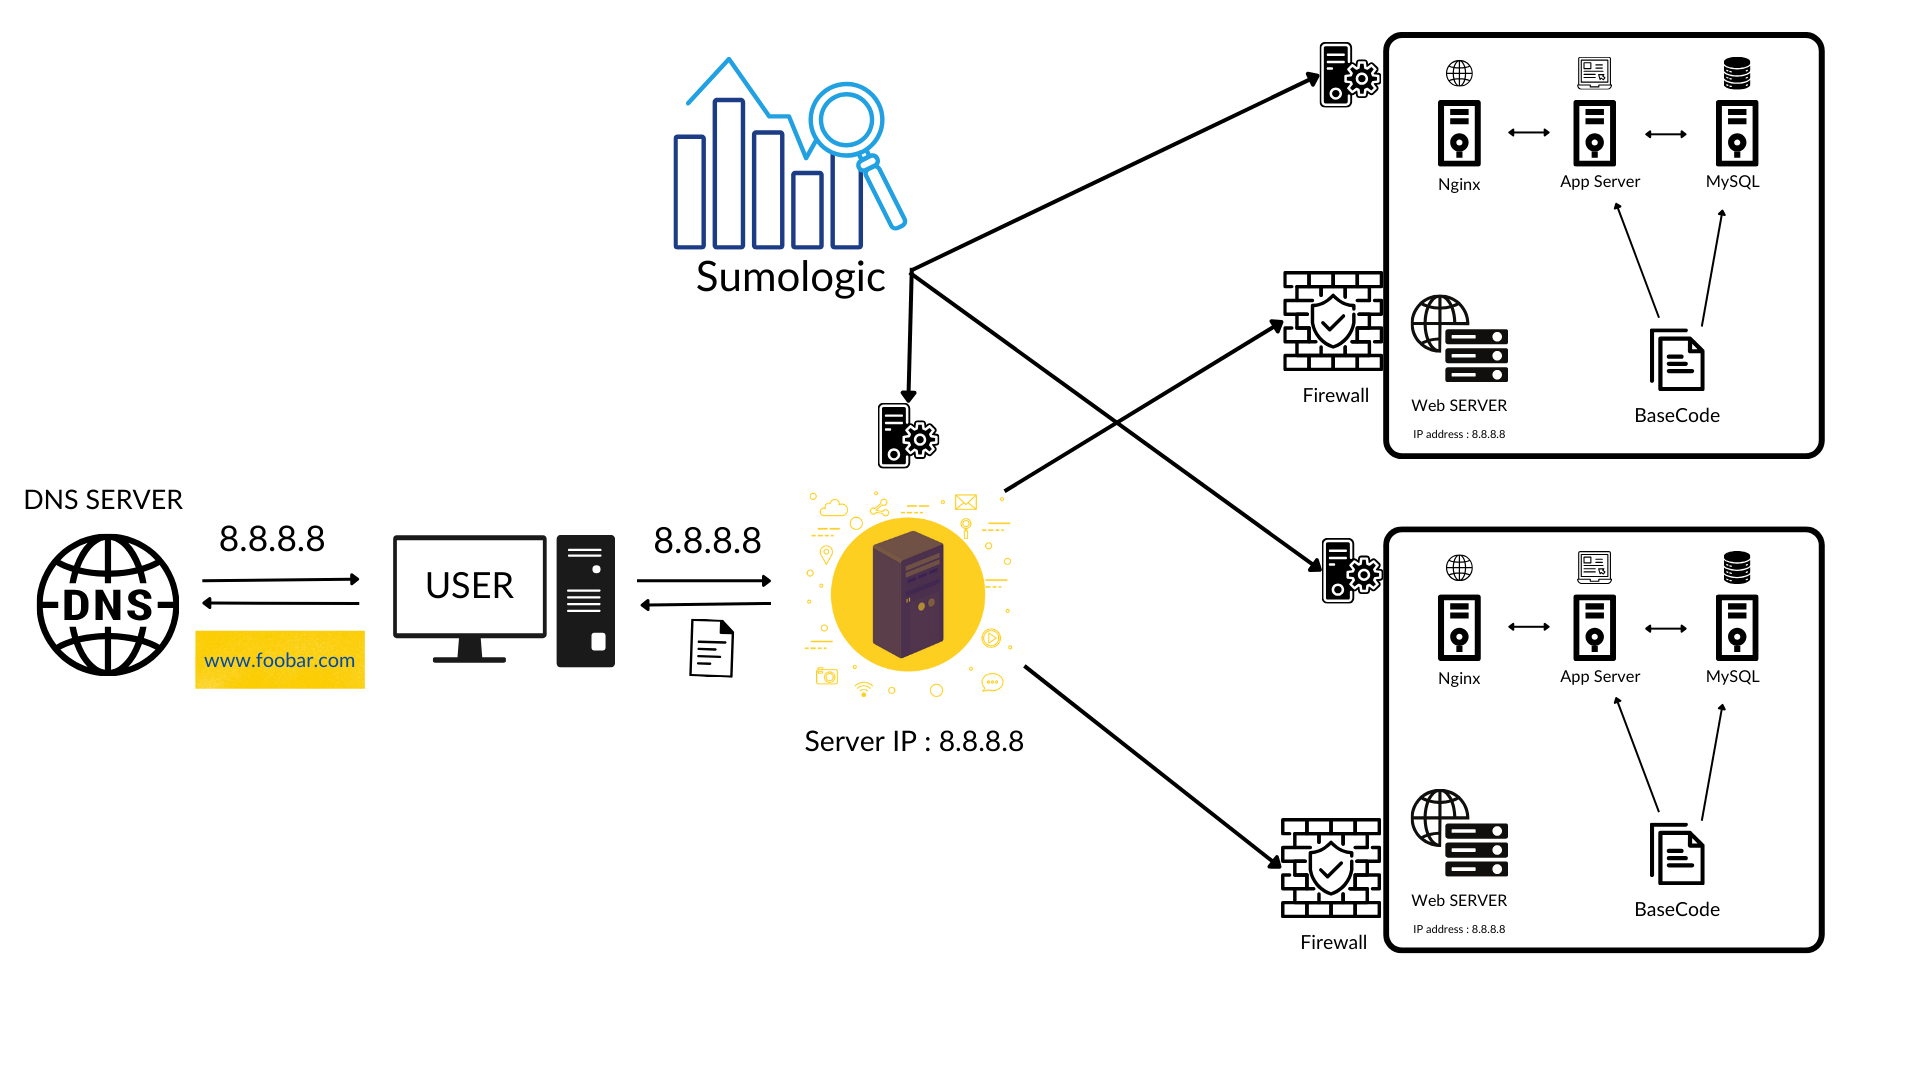 Sumologic
DNS SERVER
DNS
8.8.8.8
www.foobar.com
USER
8.8.8.8
Server IP : 8.8.8.8
Firewall
Nginx
App Server
MySQL
Web SERVER
IP address : 8.8.8.8
BaseCode
Firewall
Nginx
App Server
MySQL
Web SERVER
IP address : 8.8.8.8
BaseCode